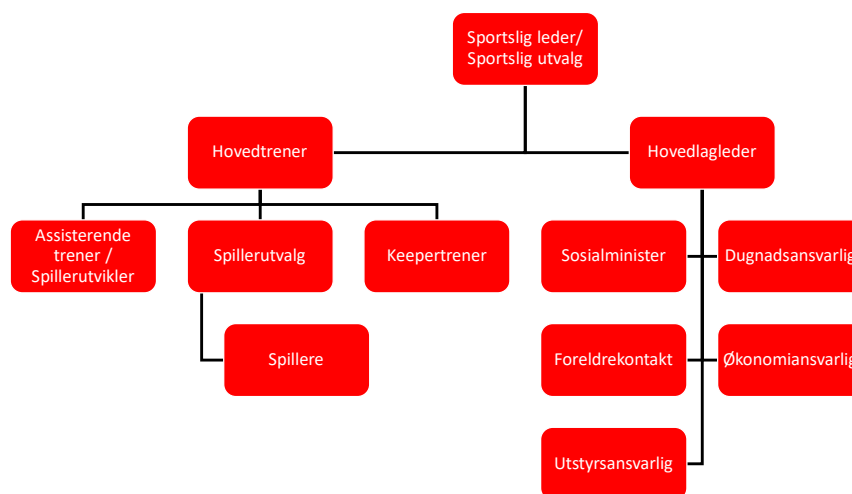 Sportslig leder/
Sportslig utvalg
Hovedtrener
Hovedlagleder
Assisterende
trener /
Spillerutvikler
Spillerutvalg
Keepertrener
Sosialminister
Dugnadsansvarlig
Spillere
Foreldrekontakt
Økonomiansvarlig
Utstyrsansvarlig